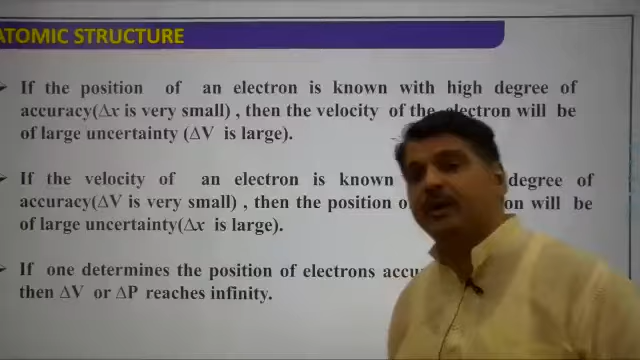 ATOMIC STRUCTURE
If the position of an electron is known with high degree of
accuracy(Δx is very small) , then the velocity of the electron will be
of large uncertainty (ΔV is large).
If the velocity of an electron is known degree of
accuracy(ΔV is very small) , then the position on will be
of large uncertainty(Δx is large).
If one determines the position of electrons
then ΔV or ΔP reaches infinity.